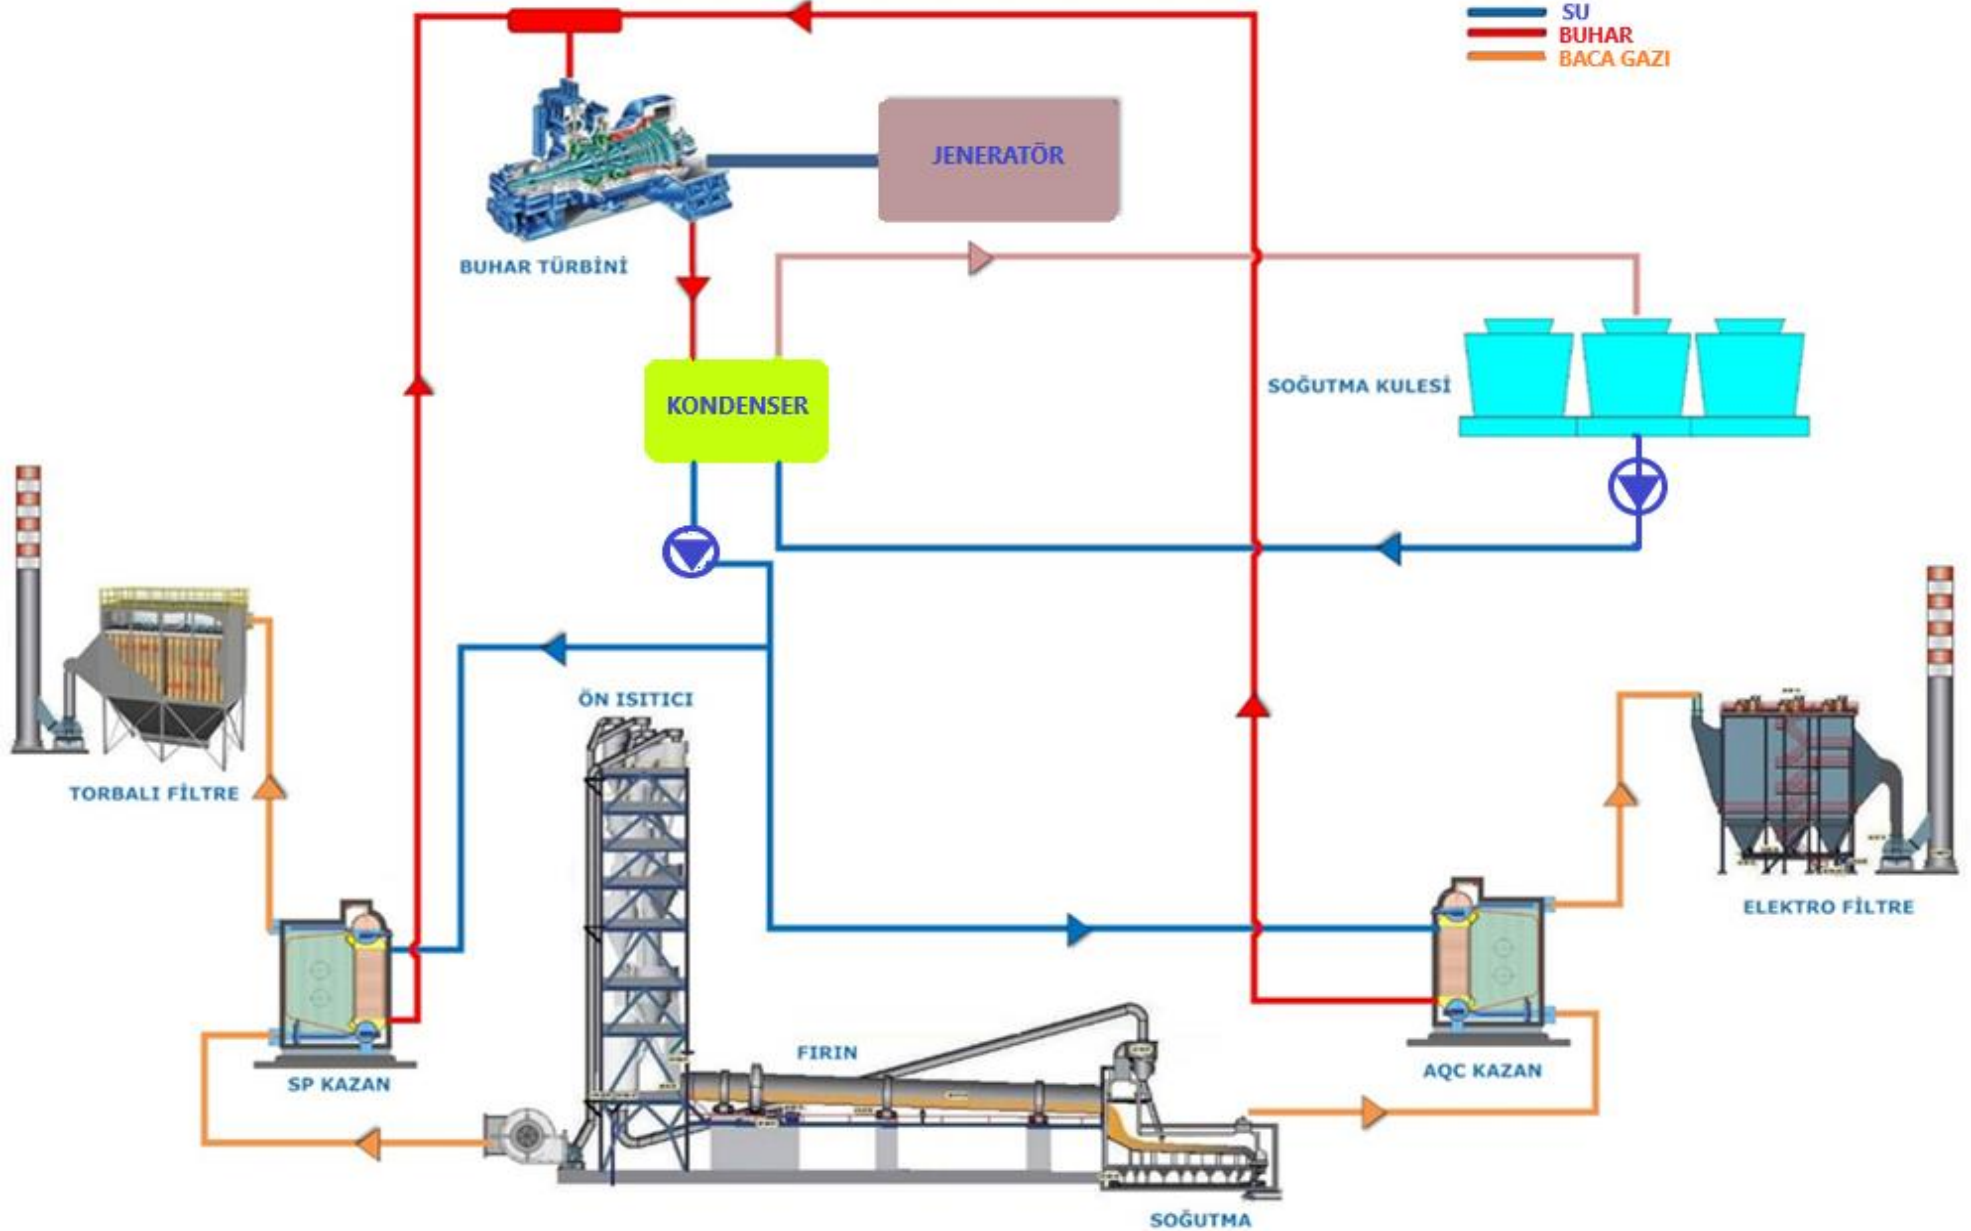 SU
BUHAR
BACA GAZI
JENERATÖR
BUHAR TÜRBİNİ
SOĞUTMA KULESİ
KONDENSER
ÖN ISITICI
TORBALI FİLTRE
ELEKTRO FİLTRE
FIRIN
SP KAZAN
AQC KAZAN
SOĞUTMA